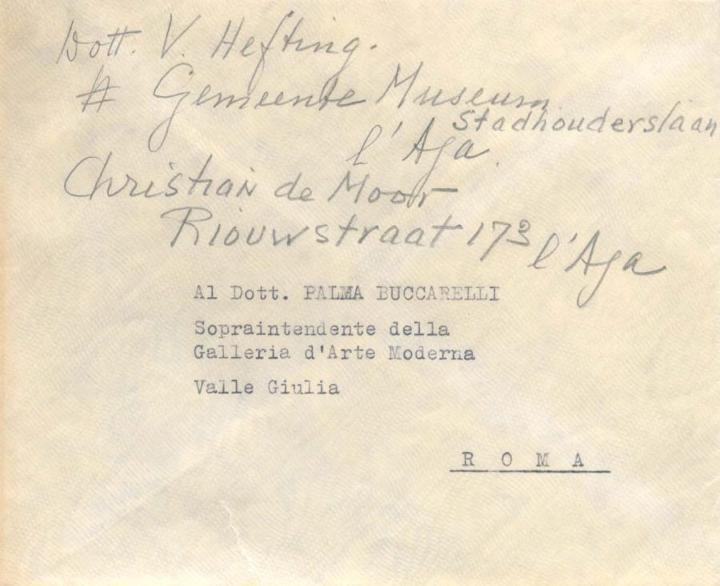 Dott. V. Hefting.
# Gemeente Museum
Stadhouderslaan
l'Aja.
Christian de Moor
Riouwstraat 173 l'Aja
Al Dott. PALMA BUCCARELLI
Sopraintendente della
Galleria d'Arte Moderna
Valle Giulia
ROMA